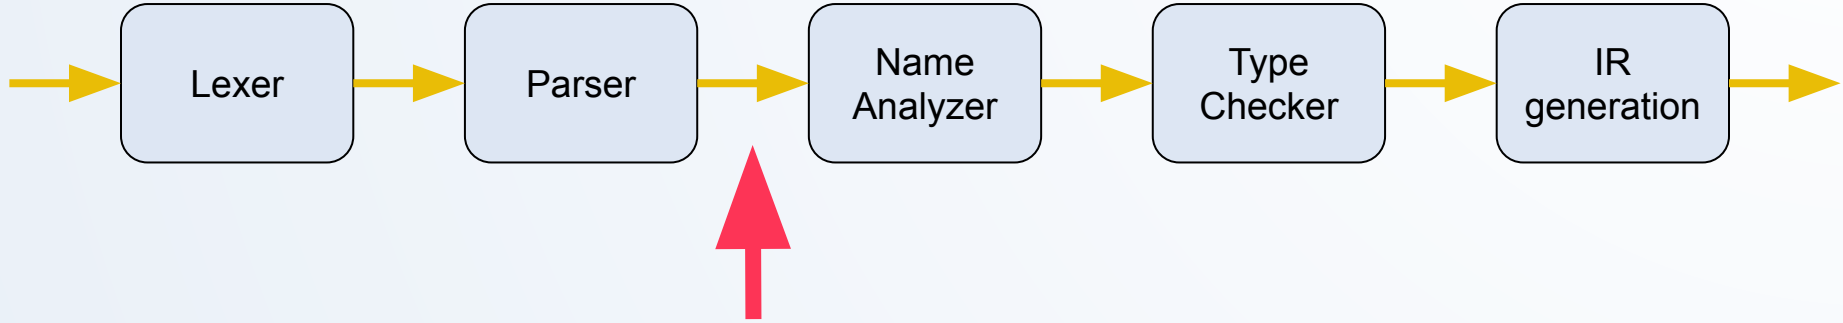 Lexer
Parser
Name
Analyzer
Type
Checker
IR
generation